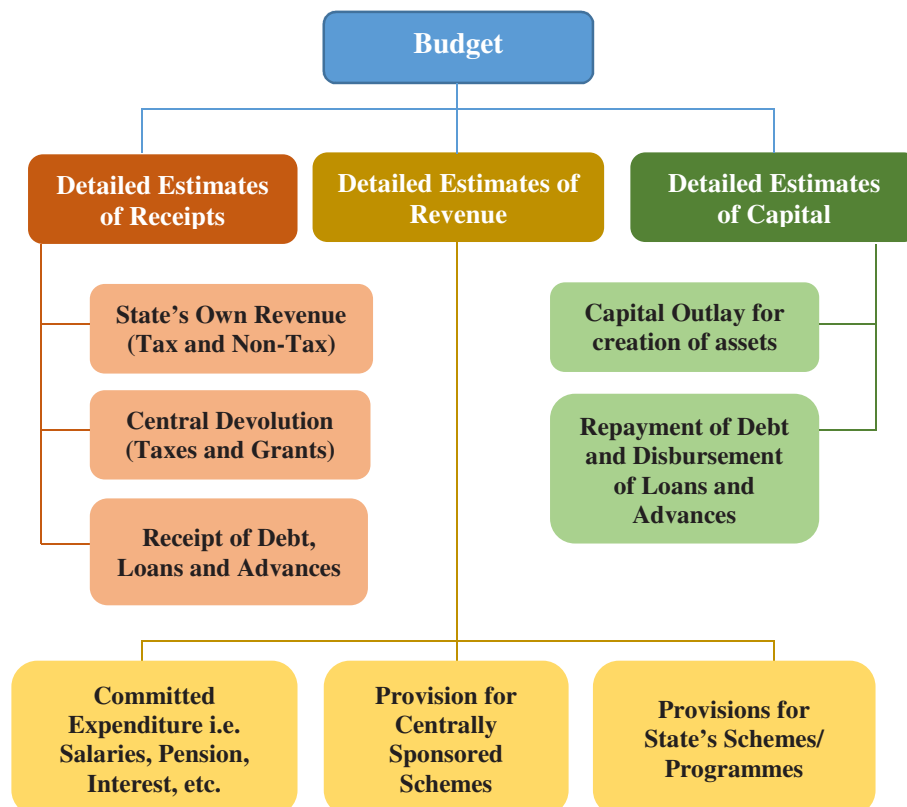 Budget
Detailed Estimates
of Receipts
Detailed Estimates of
Revenue
Detailed Estimates
of Capital
State’s Own Revenue
(Tax and Non-Tax)
Central Devolution
(Taxes and Grants)
Receipt of Debt,
Loans and Advances
Capital Outlay for
creation of assets
Repayment of Debt
and Disbursement
of Loans and
Advances
Committed
Expenditure i.e.
Salaries, Pension,
Interest, etc.
Provision for
Centrally
Sponsored
Schemes
Provisions for
State’s Schemes/
Programmes